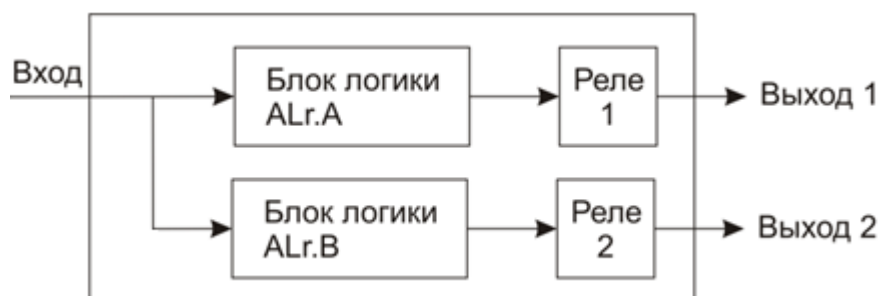 Вход
Блок логики
ALr.A
Реле
1
Выход 1
Блок логики
ALr.B
Реле
2
Выход 2